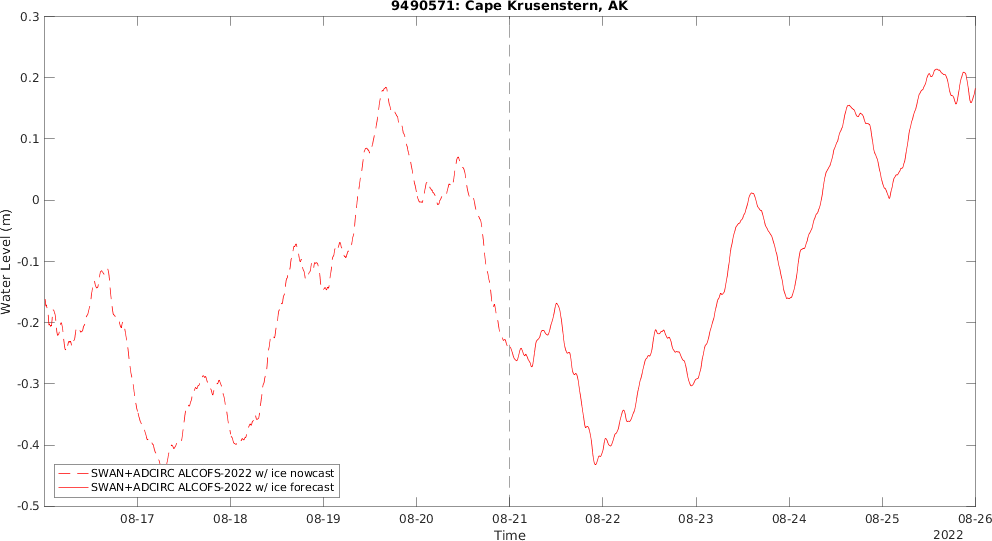 9490571: Cape Krusenstern, AK
0.3
0.2
0.1
0
-0.1
-0.2
-0.3
-0.4
-0.5
Water Level (m)
SWAN+ADCIRC ALCOFS-2022 w/ ice nowcast
SWAN+ADCIRC ALCOFS-2022 w/ ice forecast
08-17 08-18 08-19 08-20 08-21 08-22 08-23 08-24 08-25 08-26
Time
2022